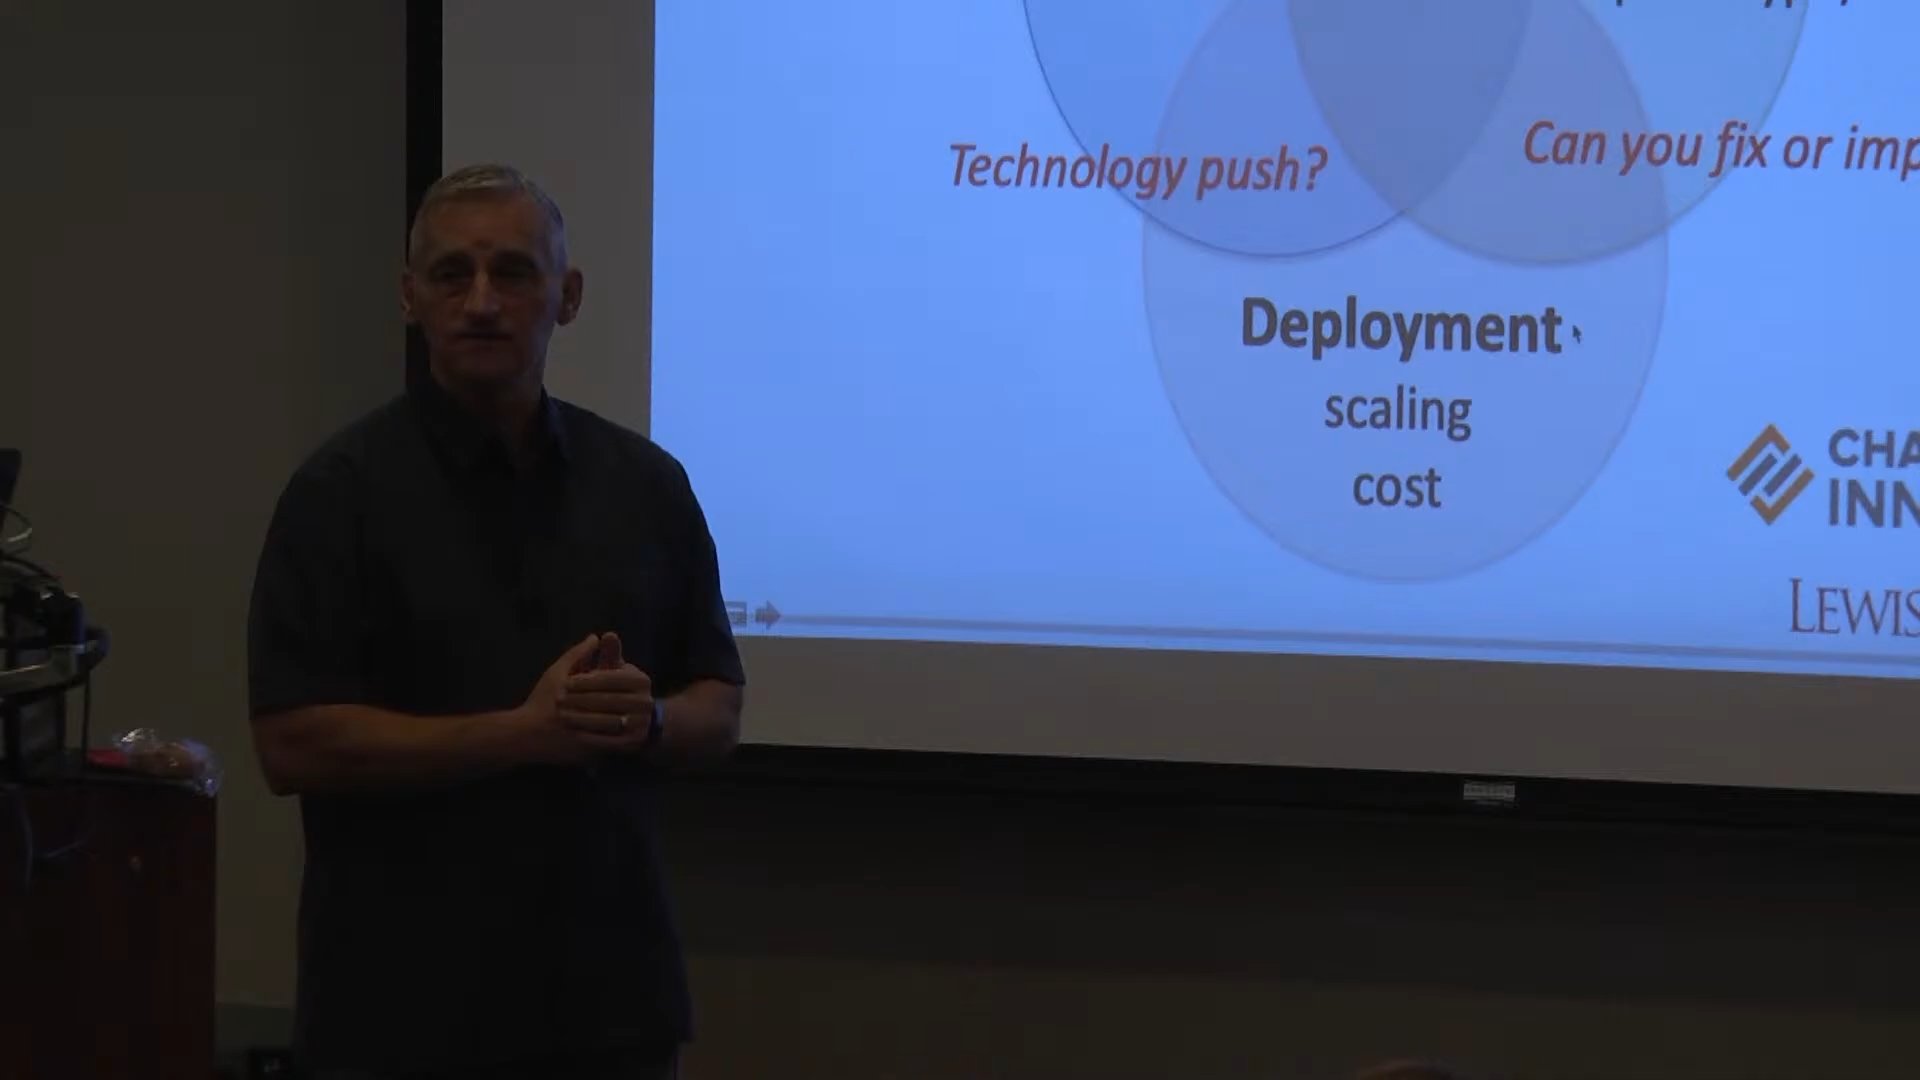 Technology push?
Can you fix or imp
Deployment
scaling
cost
CHA
INN
LEWIS